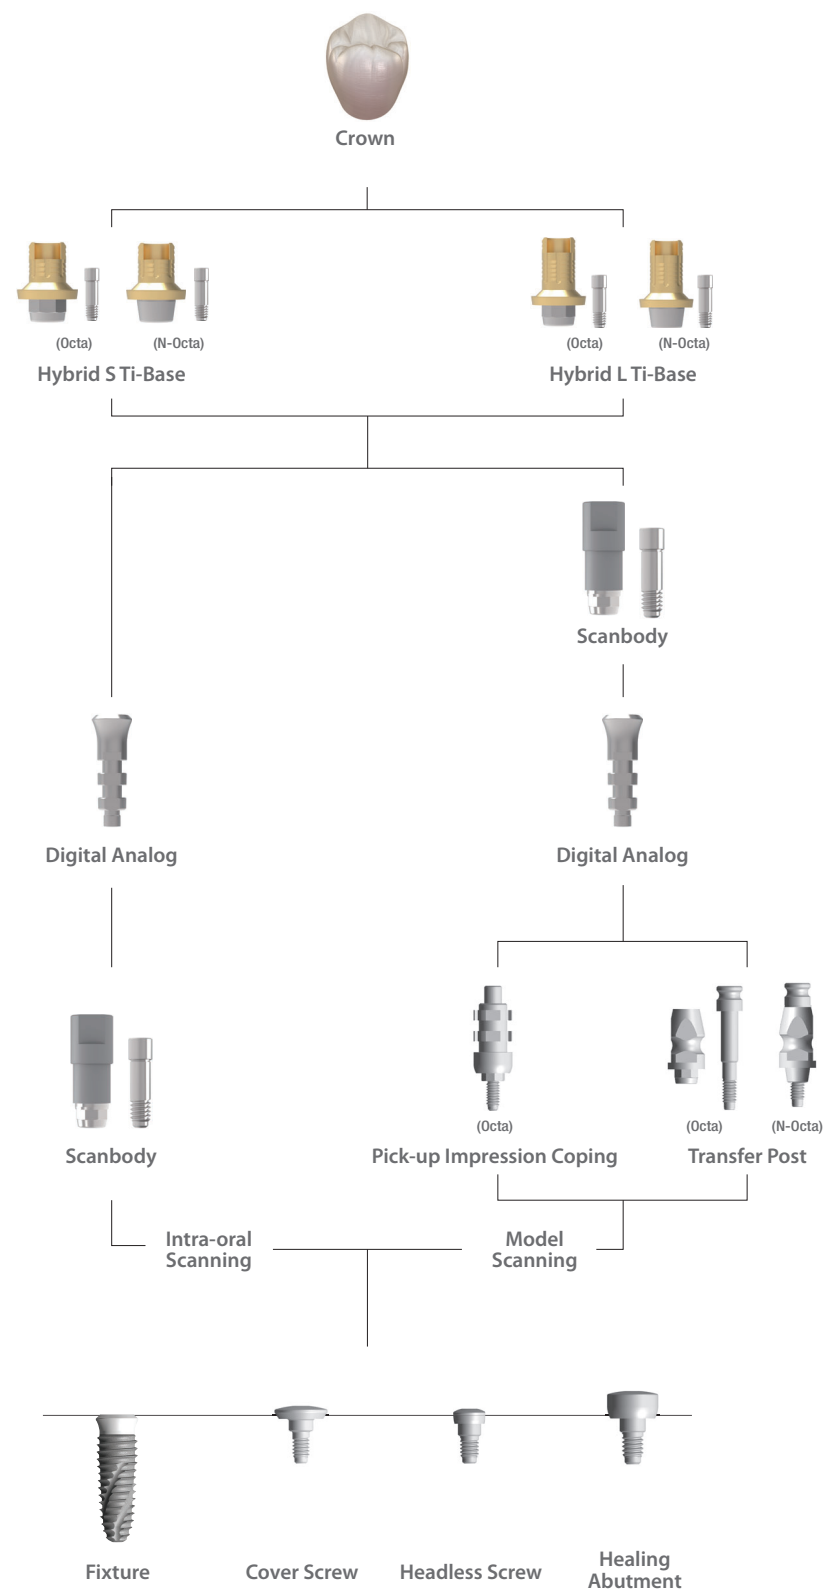 Crown
(Octa)
(N-Octa)
(Octa)
(N-Octa)
Hybrid S Ti-Base
Hybrid L Ti-Base
Scanbody
Digital Analog
Digital Analog
(Octa)
(Octa)
(N-Octa)
Scanbody
Pick-up Impression Coping
Transfer Post
Intra-oral
Scanning
Model
Scanning
Fixture
Cover Screw
Headless Screw
Healing
Abutment